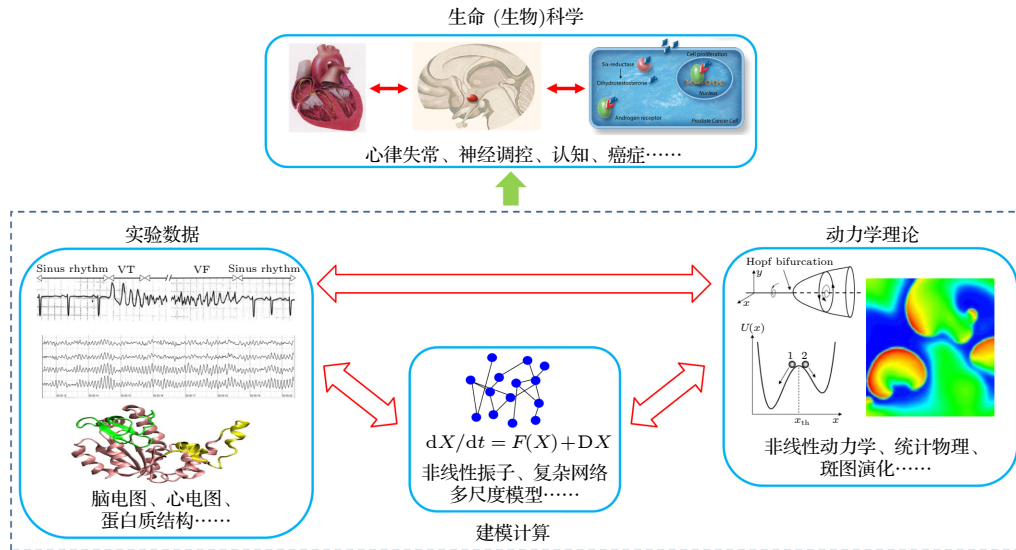 生命 (生物)科学
Cell proliferation
5α-reductase
Dihydrotestosterone
Nucleus
Androgen receptor
Prostate Cancer Cell
心律失常、神经调控、认知、癌症……
实验数据
Sinus rhythm VT VF Sinus rhythm
脑电图、心电图、
蛋白质结构……
dX/dt = F(X)+DX
非线性振子、复杂网络
多尺度模型……
建模计算
动力学理论
Hopf bifurcation
y
x
U(x)
1 2
x_th x
非线性动力学、统计物理、
斑图演化……